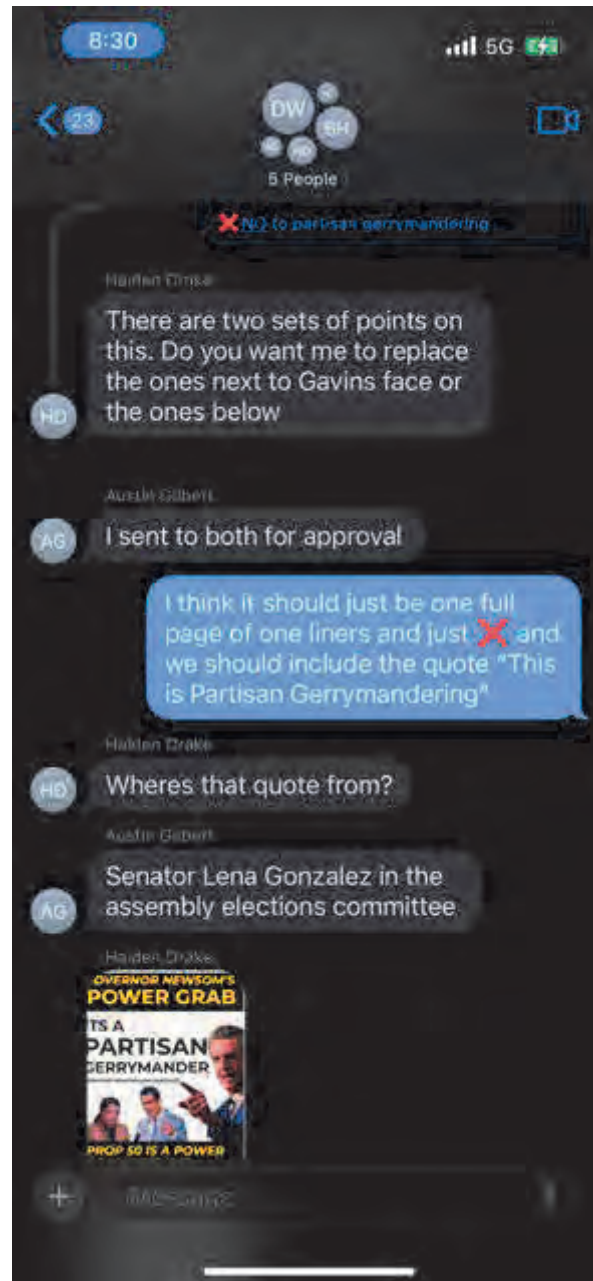 8:30
5G
23
DW
BH
5 People
❌ NO to partisan gerrymandering
There are two sets of points on
this. Do you want me to replace
the ones next to Gavins face or
the ones below
HD
Austin Gilbert
AG
I sent to both for approval
I think it should just be one full
page of one liners and just ❌ and
we should include the quote "This
is Partisan Gerrymandering"
Haiden Drake
HD
Wheres that quote from?
Austin Gilbert
Senator Lena Gonzalez in the
assembly elections committee
AG
Haiden Drake
OVERNOR NEWSOM'S
POWER GRAB
TS A
PARTISAN
GERRYMANDER
PROP 50 IS A POWER